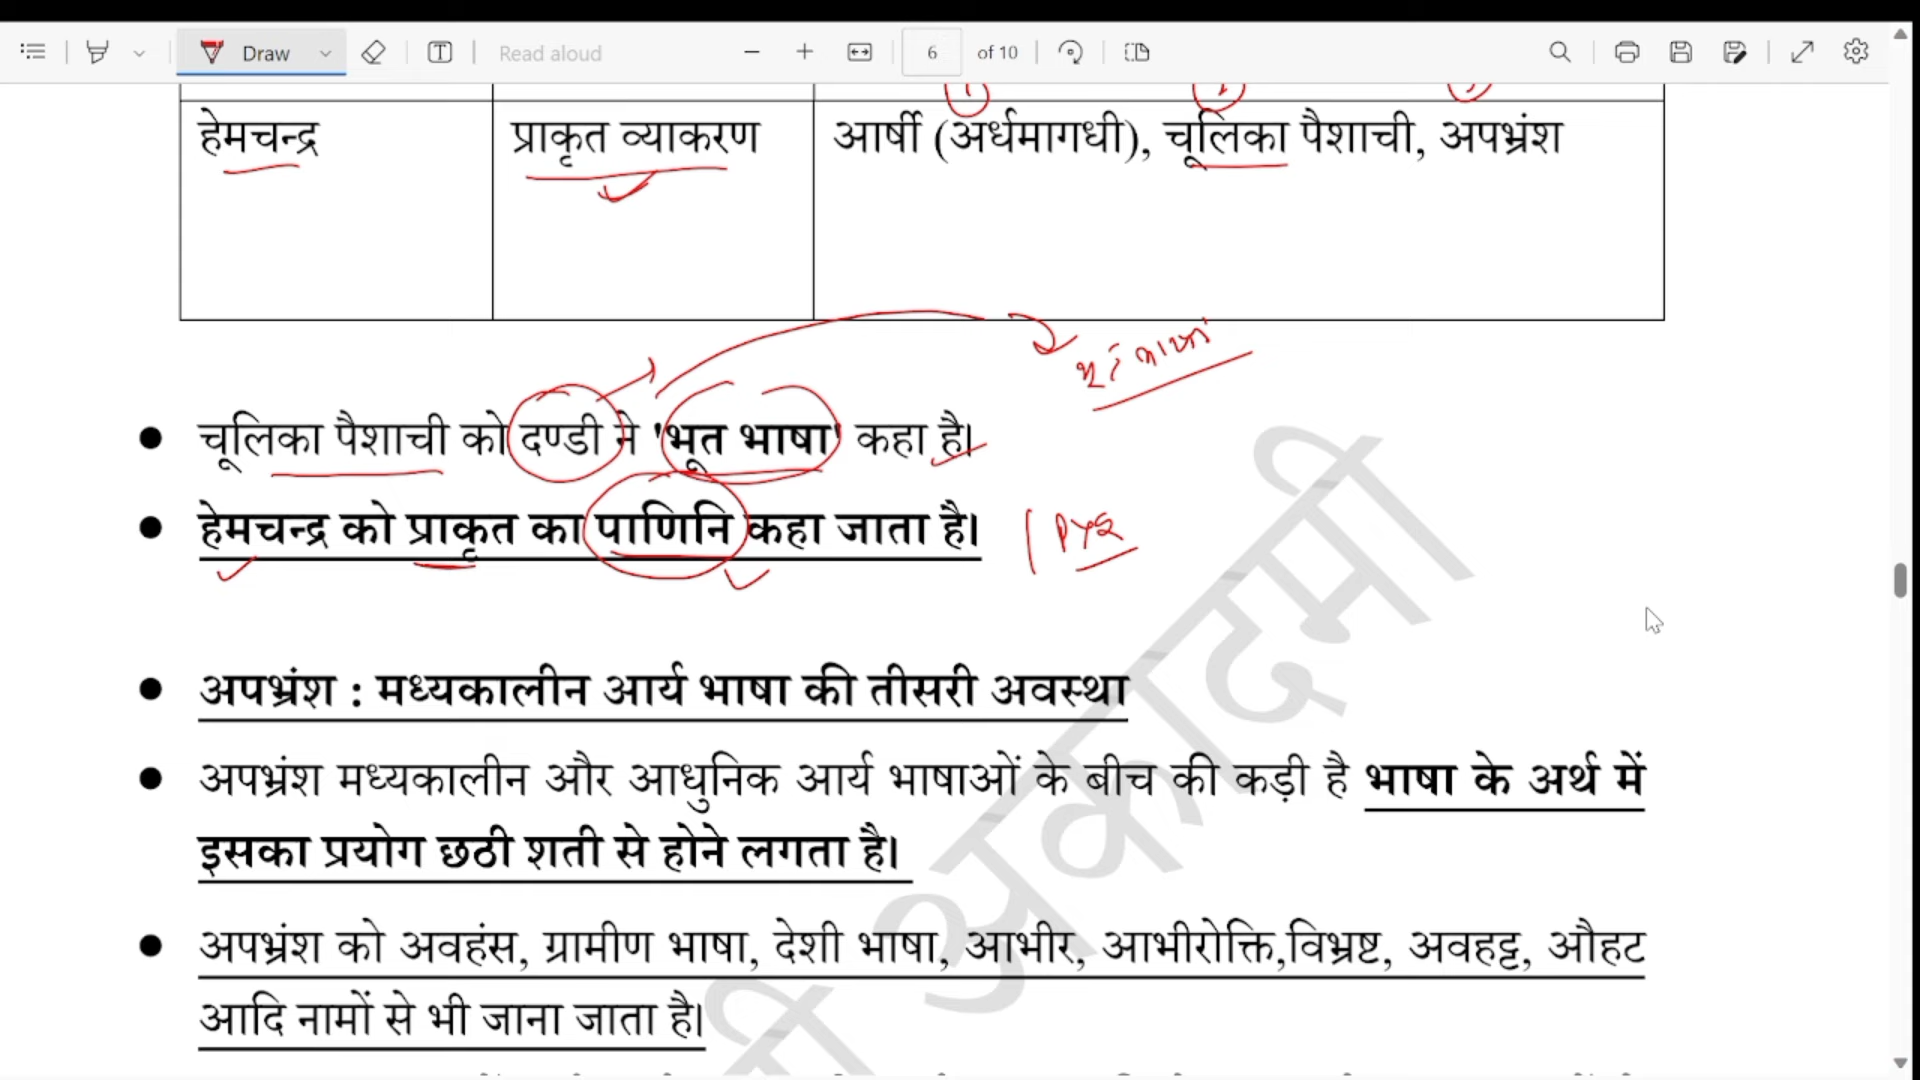 Draw
Read aloud
6 of 10
हेमचन्द्र प्राकृत व्याकरण आर्षी (अर्धमागधी), चूलिका पैशाची, अपभ्रंश
चूलिका पैशाची को दण्डी ने 'भूत भाषा' कहा है।
हेमचन्द्र को प्राकृत का पाणिनि कहा जाता है। PYQ
अपभ्रंश : मध्यकालीन आर्य भाषा की तीसरी अवस्था
अपभ्रंश मध्यकालीन और आधुनिक आर्य भाषाओं के बीच की कड़ी है भाषा के अर्थ में
इसका प्रयोग छठी शती से होने लगता है।
अपभ्रंश को अवहंस, ग्रामीण भाषा, देशी भाषा, आभीर, आभीरोक्ति,विभ्रष्ट, अवहट्ट, औहट
आदि नामों से भी जाना जाता है।
अकादमी